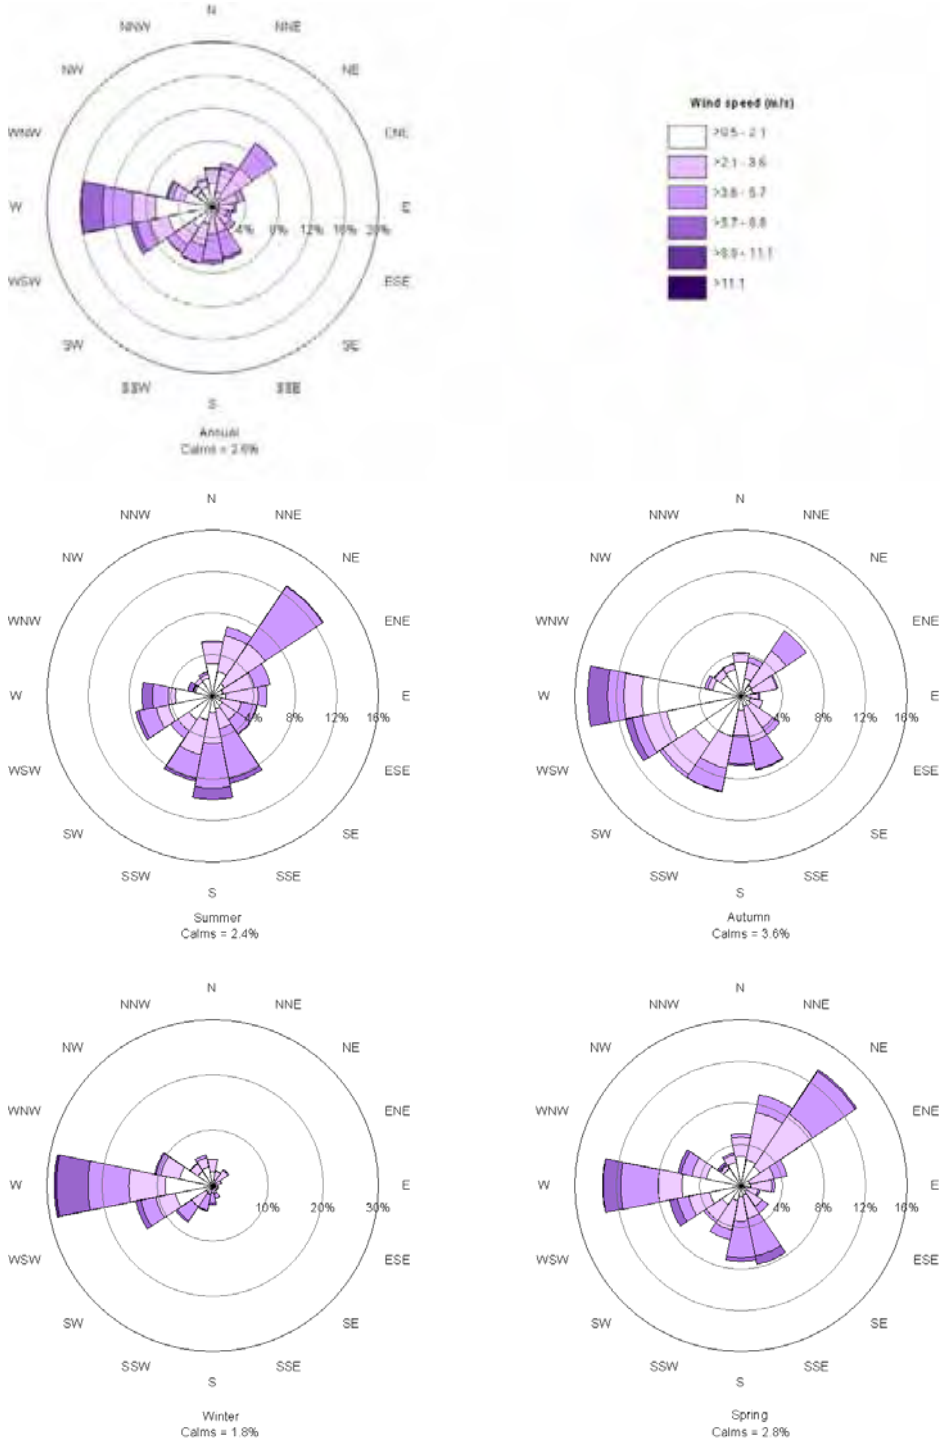 N
NNW NNE
NW NE
WNW ENE
W E
4% 8% 12% 16% 20%
WSW ESE
SW SE
SSW SSE
S
Annual
Wind speed (m/s)
>0.5 - 2.1
>2.1 - 3.6
>3.6 - 5.7
>5.7 - 8.8
>8.8 - 11.1
>11.1
N
NNW NNE
NW NE
WNW ENE
W E
4% 8% 12% 16%
WSW ESE
SW SE
SSW SSE
S
Summer
Calms = 2.4%
N
NNW NNE
NW NE
WNW ENE
W E
4% 8% 12% 16%
WSW ESE
SW SE
SSW SSE
S
Autumn
Calms = 3.6%
N
NNW NNE
NW NE
WNW ENE
W E
10% 20% 30%
WSW ESE
SW SE
SSW SSE
S
Winter
Calms = 1.8%
N
NNW NNE
NW NE
WNW ENE
W E
4% 8% 12% 16%
WSW ESE
SW SE
SSW SSE
S
Spring
Calms = 2.8%